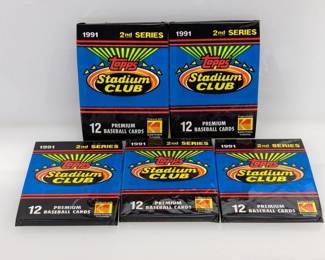 1991 2nd SERIES
Topps
Stadium
CLUB
12 PREMIUM
BASEBALL CARDS
1991 2nd SERIES
Topps
Stadium
CLUB
12 PREMIUM
BASEBALL CARDS
1991 2nd SERIES
Topps
Stadium
CLUB
12 PREMIUM
BASEBALL CARDS
1991 2nd SERIES
Topps
Stadium
CLUB
12 PREMIUM
BASEBALL CARDS
1991 2nd SERIES
Topps
Stadium
CLUB
12 PREMIUM
BASEBALL CARDS